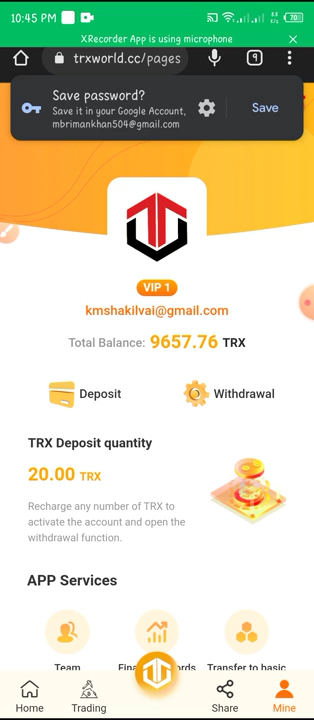 10:45 PM
70
XRecorder App is using microphone
trxworld.cc/pages
9
Save password?
Save it in your Google Account,
mbrimankhan504@gmail.com
Save
VIP 1
kmshakilvai@gmail.com
Total Balance: 9657.76 TRX
Deposit
Withdrawal
TRX Deposit quantity
20.00 TRX
Recharge any number of TRX to
activate the account and open the
withdrawal function.
APP Services
Team
Transfer to basic
Home
Trading
Share
Mine